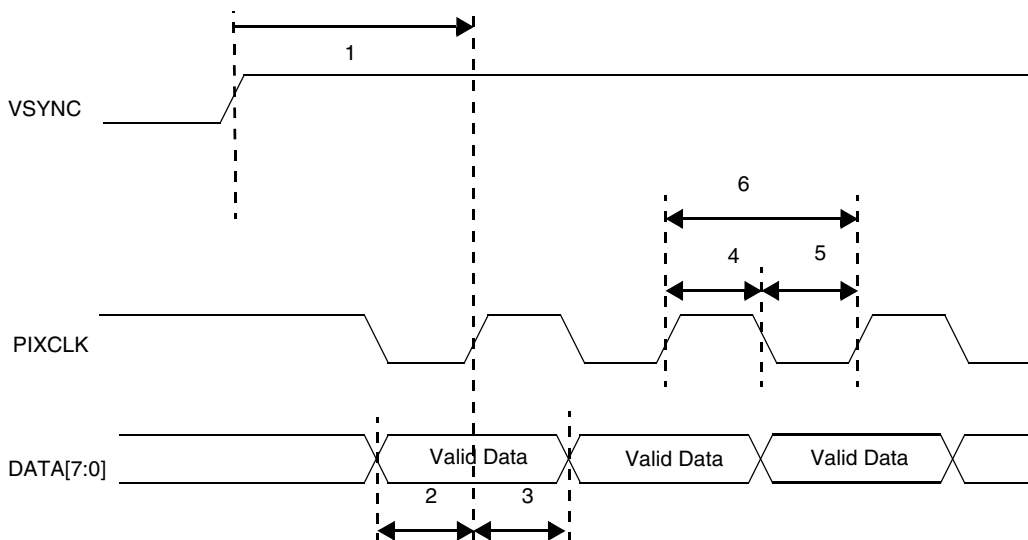 1
VSYNC
6
4
5
PIXCLK
DATA[7:0]
Valid Data
Valid Data
Valid Data
2
3